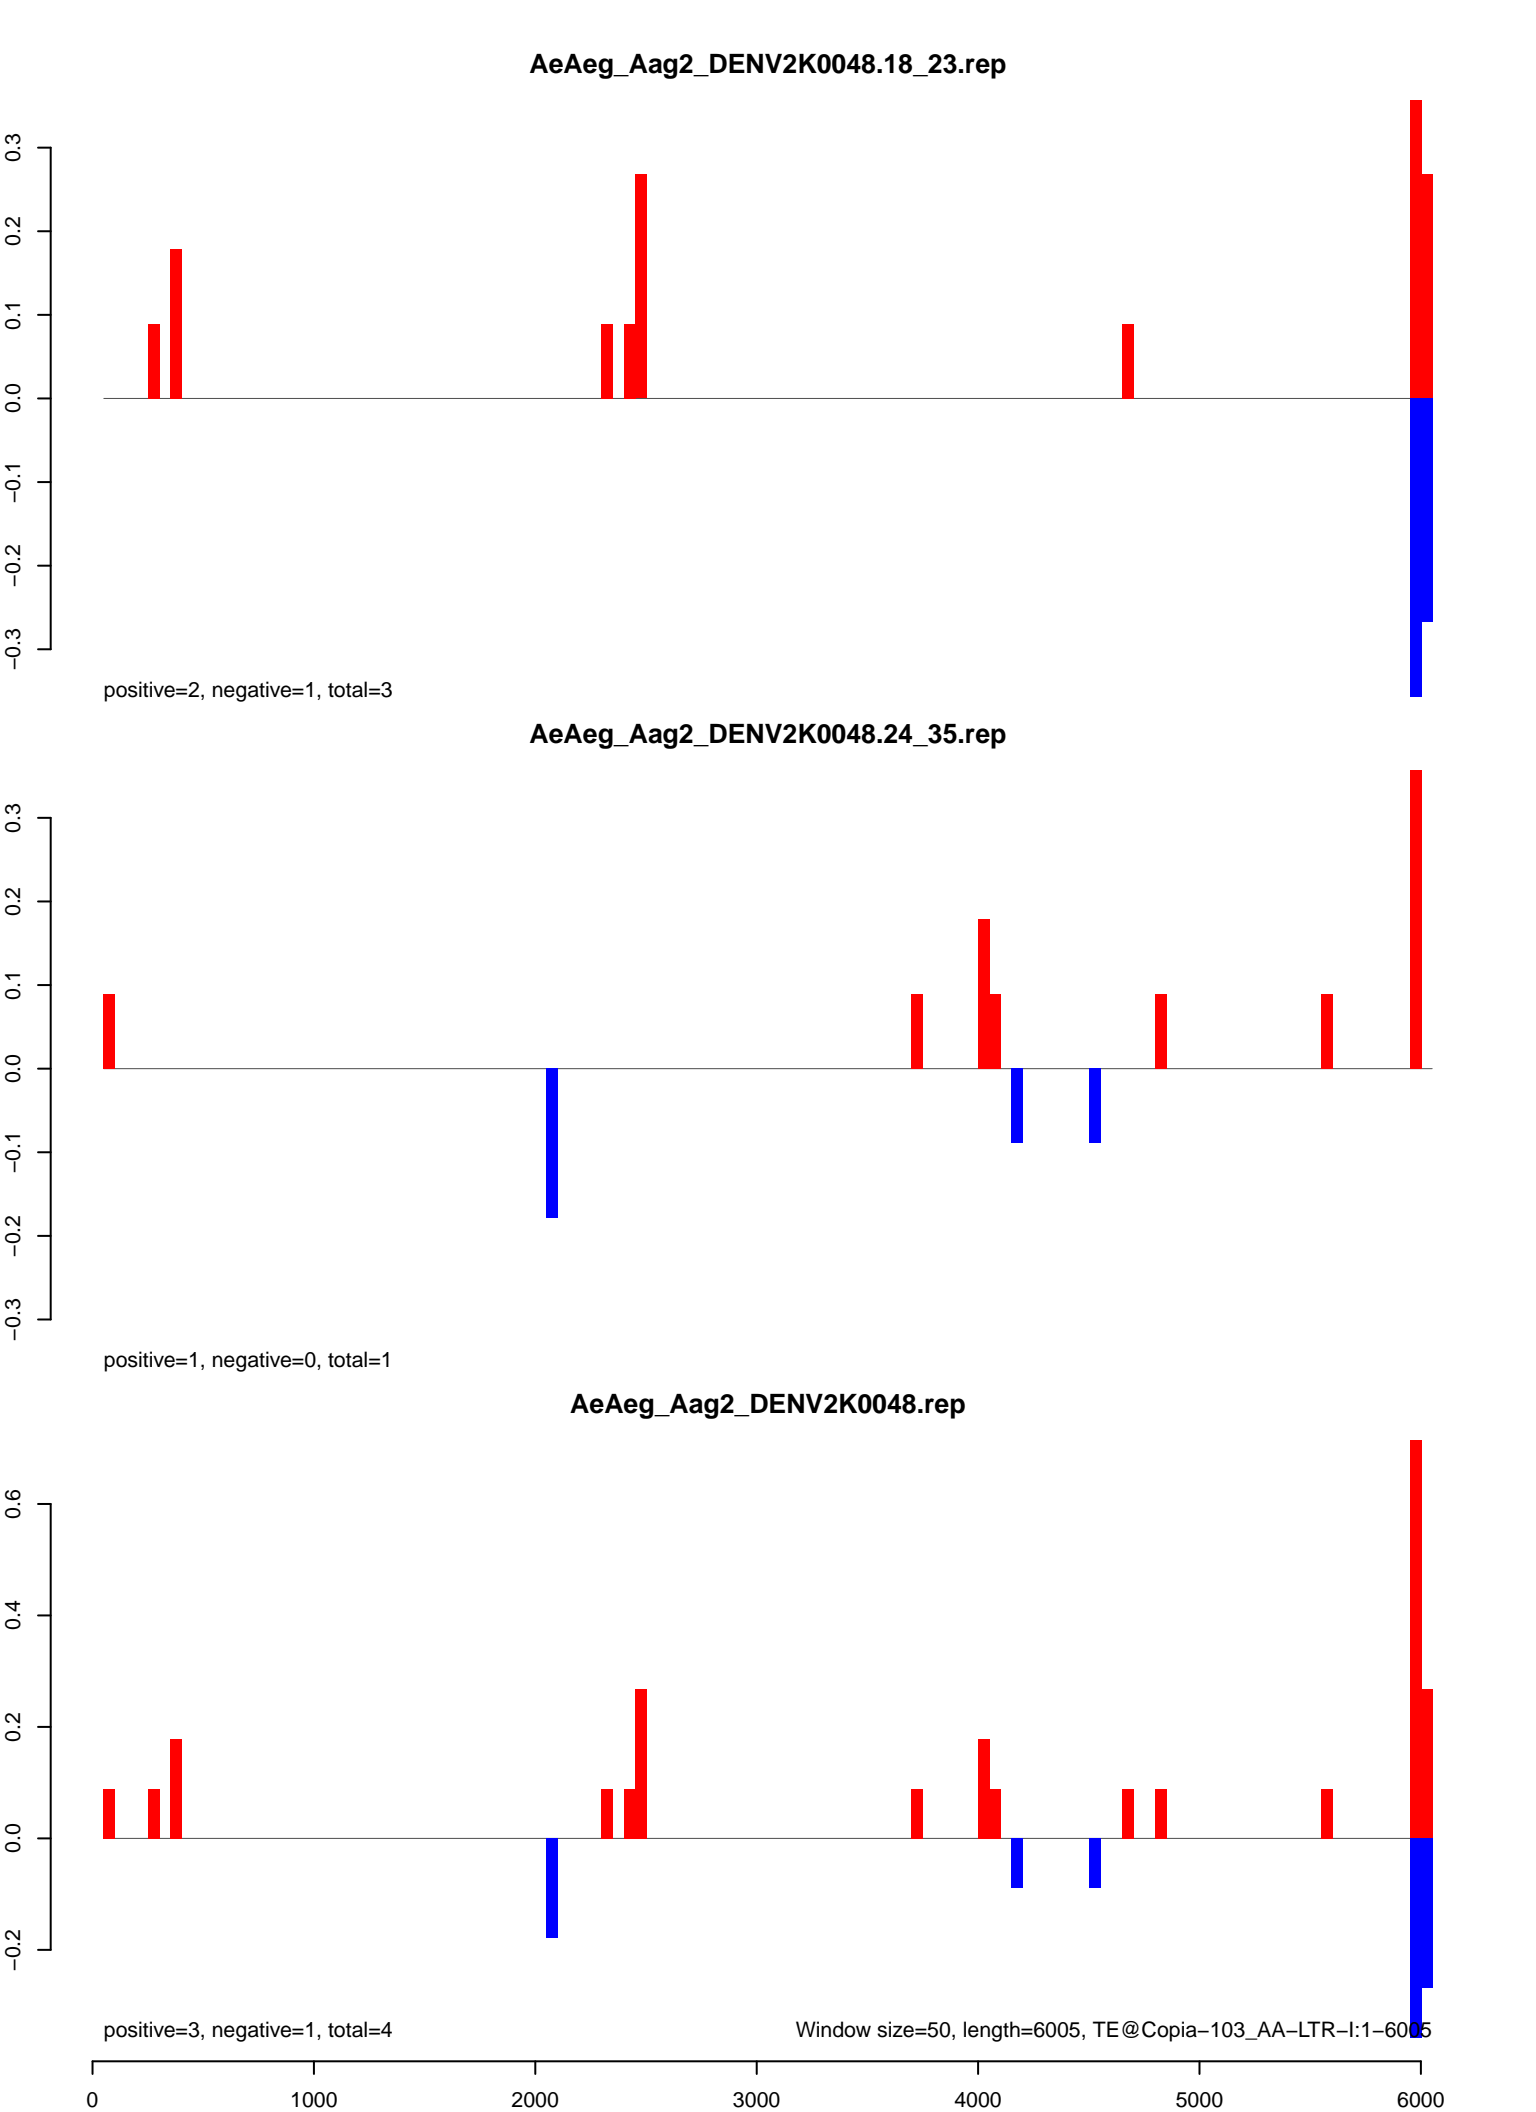 AeAeg_Aag2_DENV2K0048.18_23.rep
0.3
0.2
0.1
0.0
−0.1
−0.2
−0.3
positive=2, negative=1, total=3
AeAeg_Aag2_DENV2K0048.24_35.rep
0.3
0.2
0.1
0.0
−0.1
−0.2
−0.3
positive=1, negative=0, total=1
AeAeg_Aag2_DENV2K0048.rep
0.6
0.4
0.2
0.0
−0.2
positive=3, negative=1, total=4
Window size=50, length=6005, TE@Copia−103_AA−LTR−I:1−6005
0 1000 2000 3000 4000 5000 6000